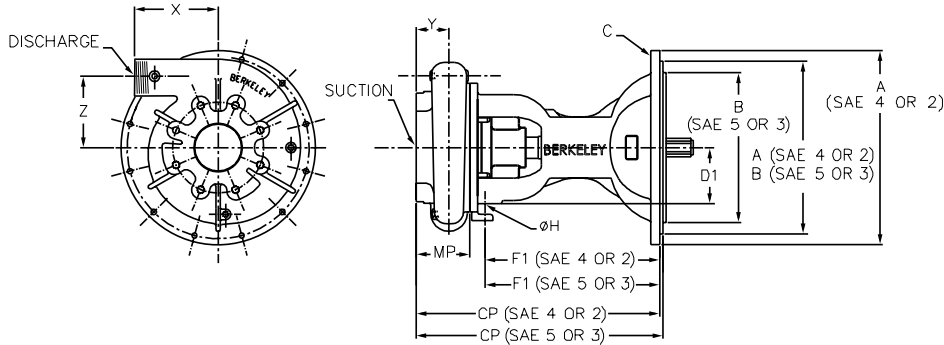 X
DISCHARGE
BERKELEY
Z
Y
C
SUCTION
A
(SAE 4 OR 2)
B
(SAE 5 OR 3)
BERKELEY
A (SAE 4 OR 2)
B (SAE 5 OR 3)
D1
ØH
MP
F1 (SAE 4 OR 2)
F1 (SAE 5 OR 3)
CP (SAE 4 OR 2)
CP (SAE 5 OR 3)